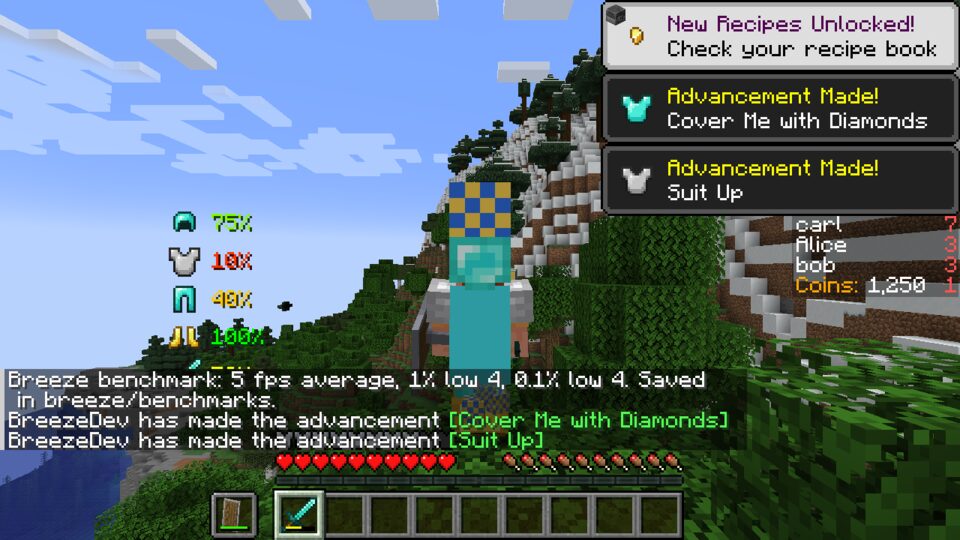 New Recipes Unlocked!
Check your recipe book
Advancement Made!
Cover Me with Diamonds
Advancement Made!
Suit Up
75%
10%
40%
100%
carl 7
Alice 3
bob 3
Coins: 1,250 1
Breeze benchmark: 5 fps average, 1% low 4, 0.1% low 4. Saved
in breeze/benchmarks.
BreezeDev has made the advancement [Cover Me with Diamonds]
BreezeDev has made the advancement [Suit Up]